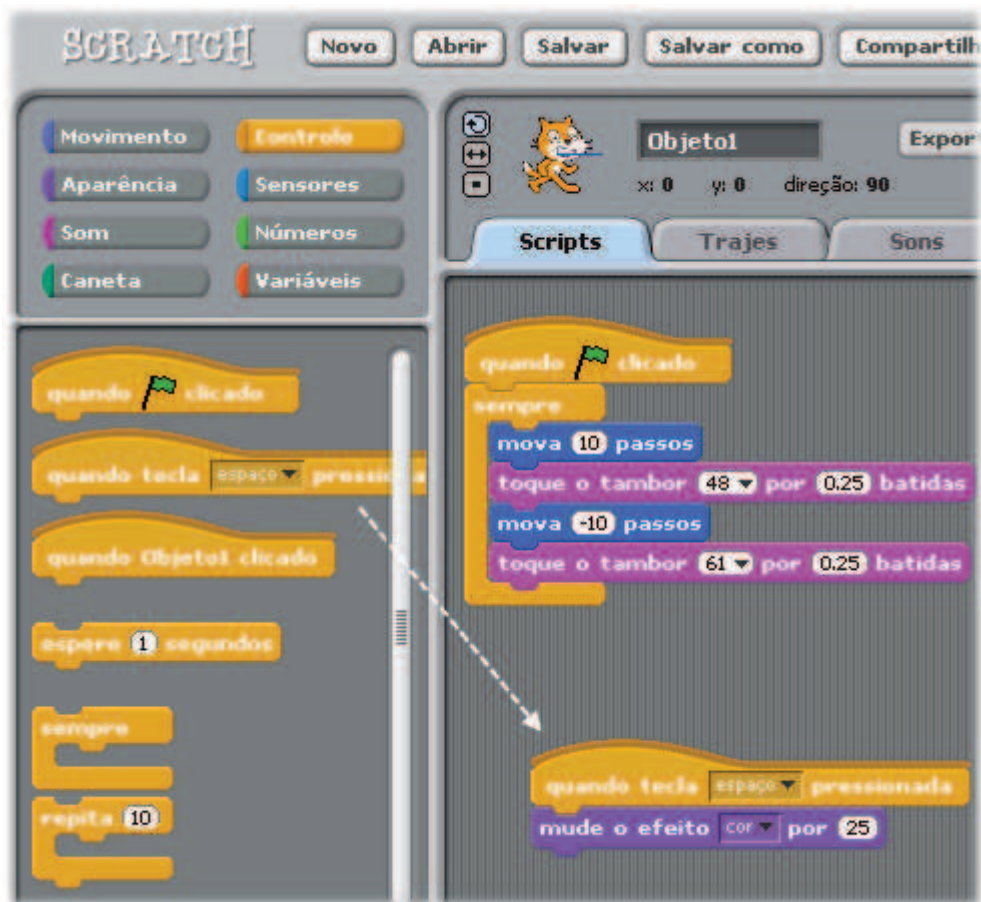 SCRATCH Novo Abrir Salvar Salvar como Compartilh
Movimento Controle
Aparência Sensores
Som Números
Caneta Variáveis
Objeto1 Expor
x: 0 y: 0 direção: 90
Scripts Trajes Sons
quando clicado
quando tecla espaço pressiona
quando Objeto1 clicado
espere 1 segundos
sempre
repita 10
quando clicado
sempre
mova 10 passos
toque o tambor 48 por 0.25 batidas
mova -10 passos
toque o tambor 61 por 0.25 batidas
quando tecla espaço pressionada
mude o efeito cor por 25